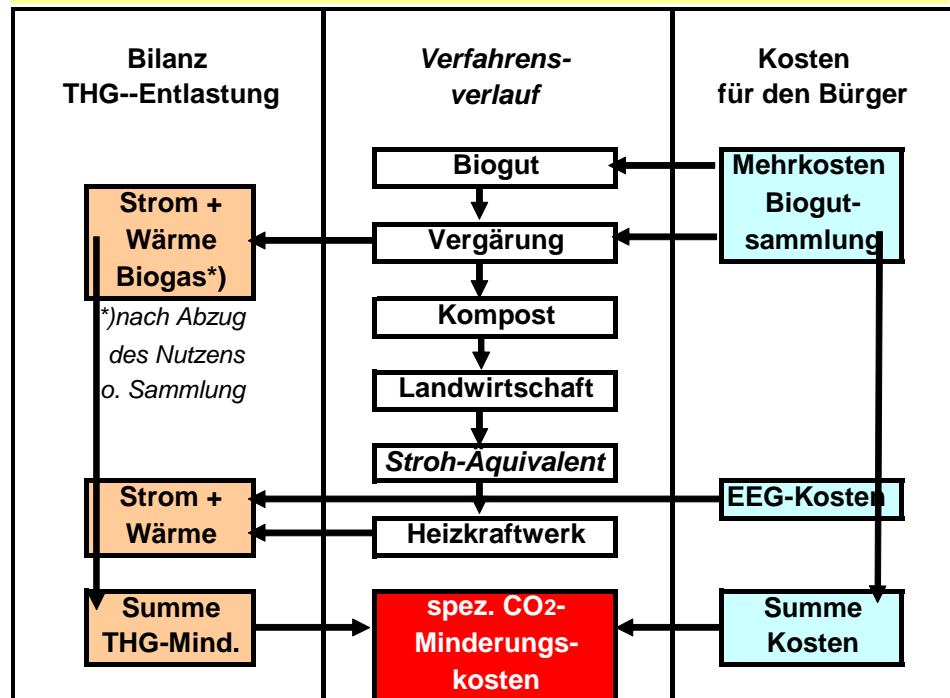 Bilanz
THG--Entlastung
Verfahrens-
verlauf
Kosten
für den Bürger
Biogut
Mehrkosten
Biogut-
sammlung
Strom +
Wärme
Biogas*)
Vergärung
*)nach Abzug
des Nutzens
o. Sammlung
Kompost
Landwirtschaft
Stroh-Äquivalent
Strom +
Wärme
EEG-Kosten
Heizkraftwerk
Summe
THG-Mind.
spez. CO2-
Minderungs-
kosten
Summe
Kosten